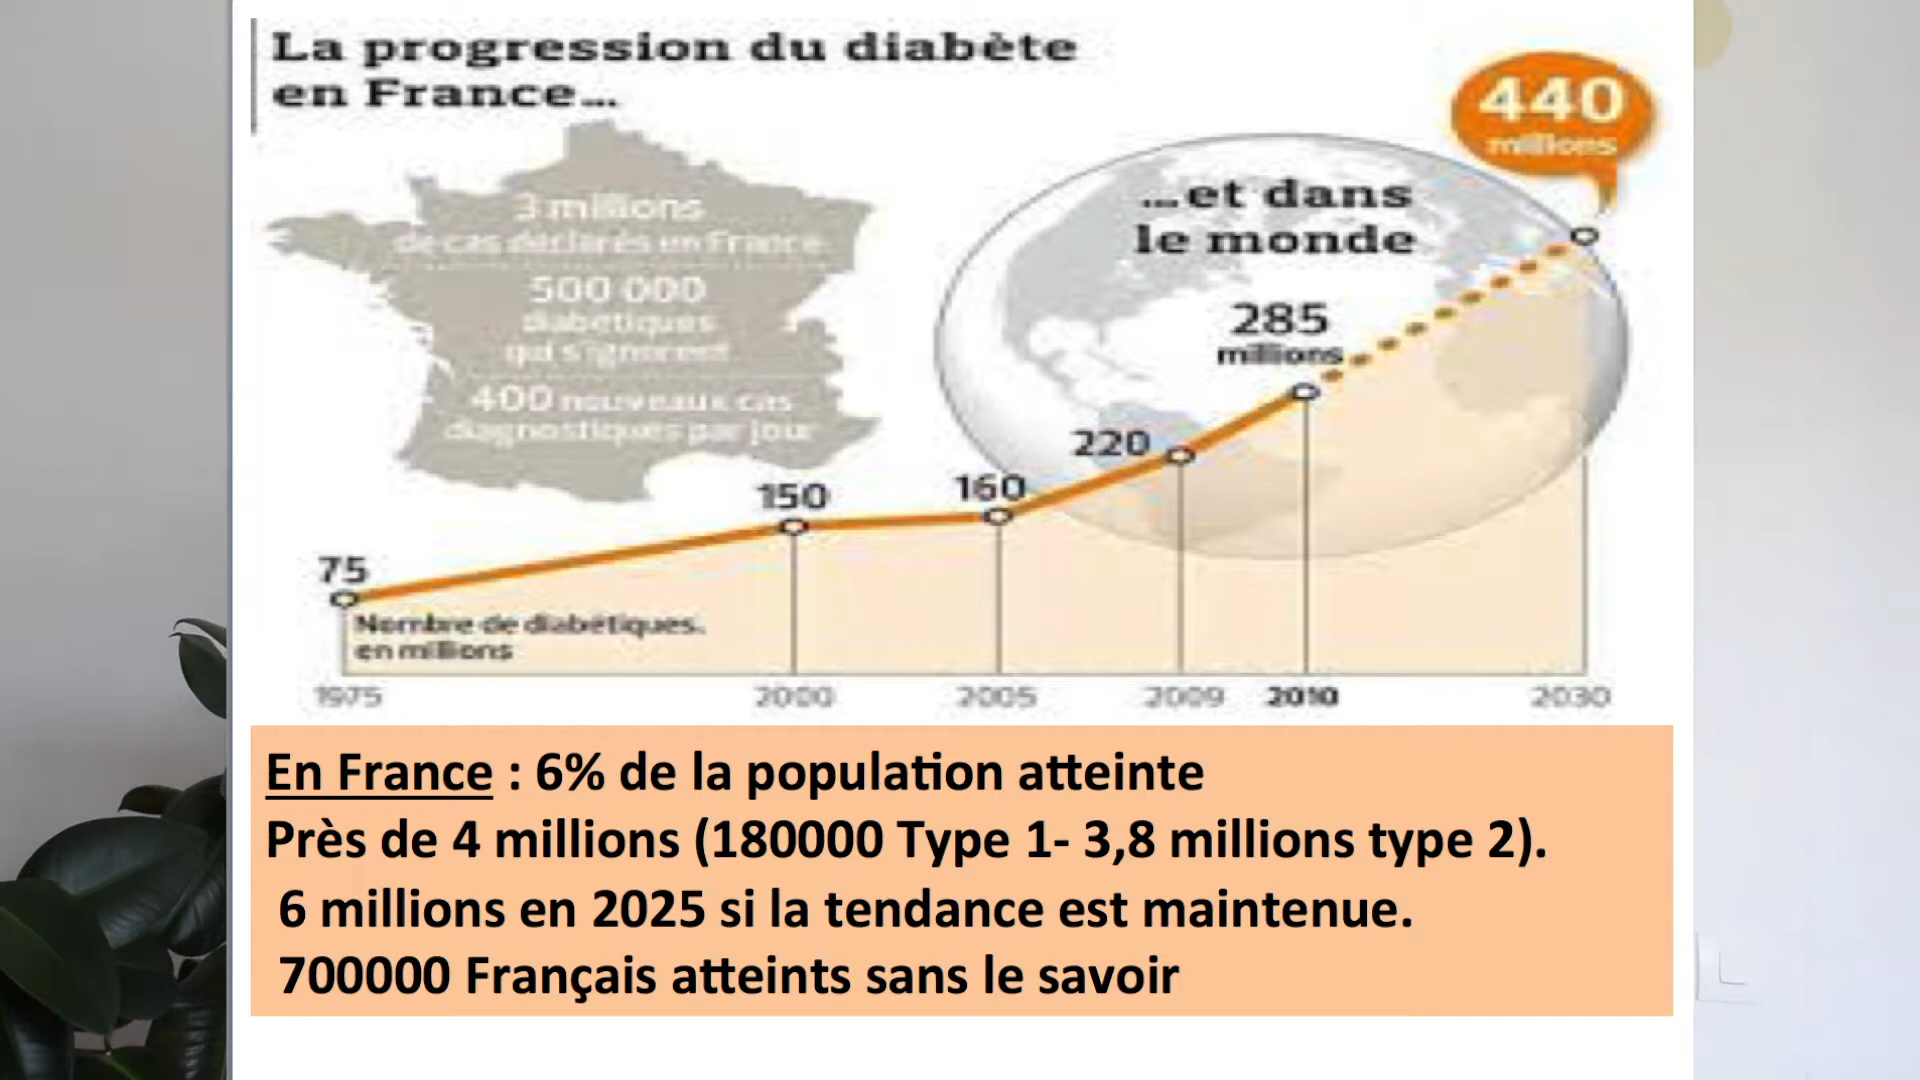 La progression du diabète
en France...
440
millions
3 millions
de cas déclarés en France
500 000
diabétiques
qui s'ignorent
400 nouveaux cas
diagnostiqués par jour
...et dans
le monde
285
millions
220
160
150
75
Nombre de diabétiques,
en millions
1975 2000 2005 2009 2010 2030
En France : 6% de la population atteinte
Près de 4 millions (180000 Type 1- 3,8 millions type 2).
6 millions en 2025 si la tendance est maintenue.
700000 Français atteints sans le savoir